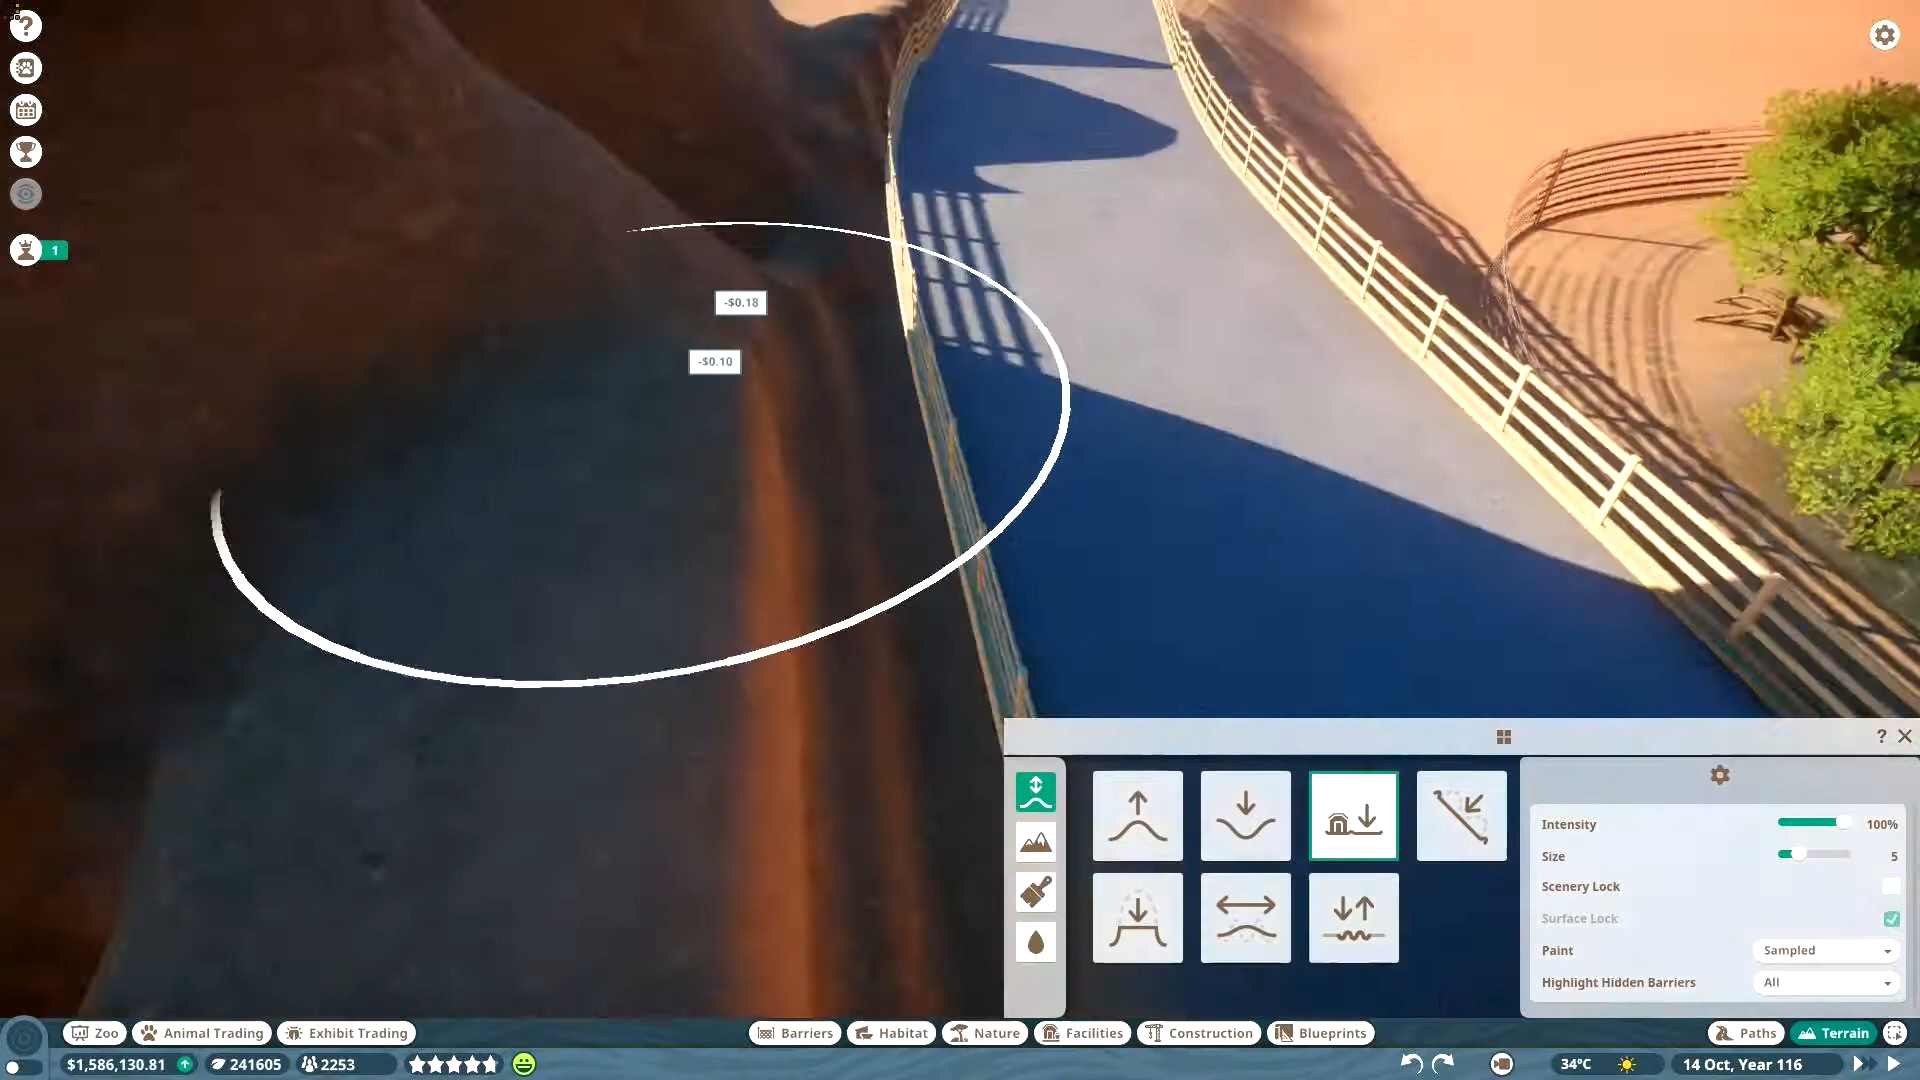 1
-$0.18
-$0.10
?
Intensity 100%
Size 5
Scenery Lock
Surface Lock
Paint Sampled
Highlight Hidden Barriers All
Zoo Animal Trading Exhibit Trading Barriers Habitat Nature Facilities Construction Blueprints Paths Terrain
$1,586,130.81 241605 2253 34°C 14 Oct, Year 116